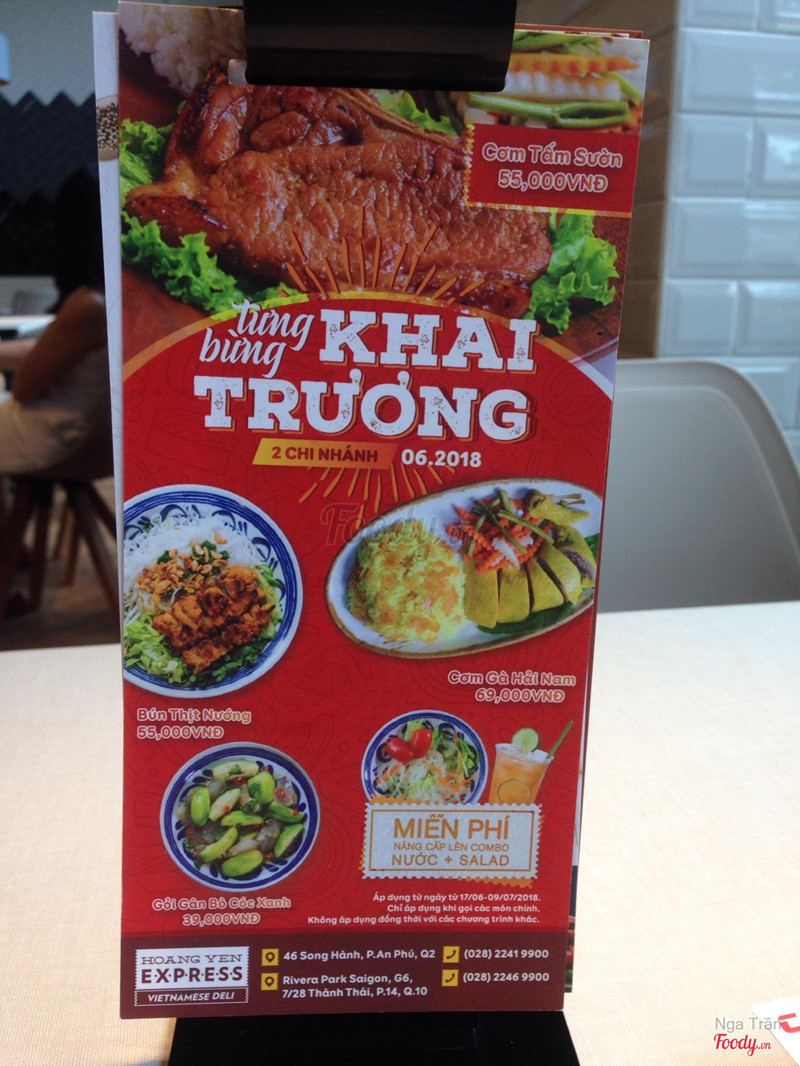 Cơm Tấm Sườn
55,000VNĐ
từng bừng KHAI
TRƯƠNG
2 CHI NHÁNH 06.2018
Foody.vn
Cơm Gà Hải Nam
69,000VNĐ
Bún Thịt Nướng
55,000VNĐ
MIỄN PHÍ
NÂNG CẤP LÊN COMBO
NƯỚC + SALAD
Gỏi Gân Bò Cóc Xanh
39,000VNĐ
Áp dụng từ ngày từ 17/06-09/07/2018.
Chỉ áp dụng khi gọi các món chính.
Không áp dụng đồng thời với các chương trình khác.
HOANG YEN
EXPRESS
VIETNAMESE DELI
46 Song Hành, P.An Phú, Q2 (028) 2241 9900
Rivera Park Saigon, G6, (028) 2246 9900
7/28 Thành Thái, P.14, Q.10
Nga Trần
Foody.vn